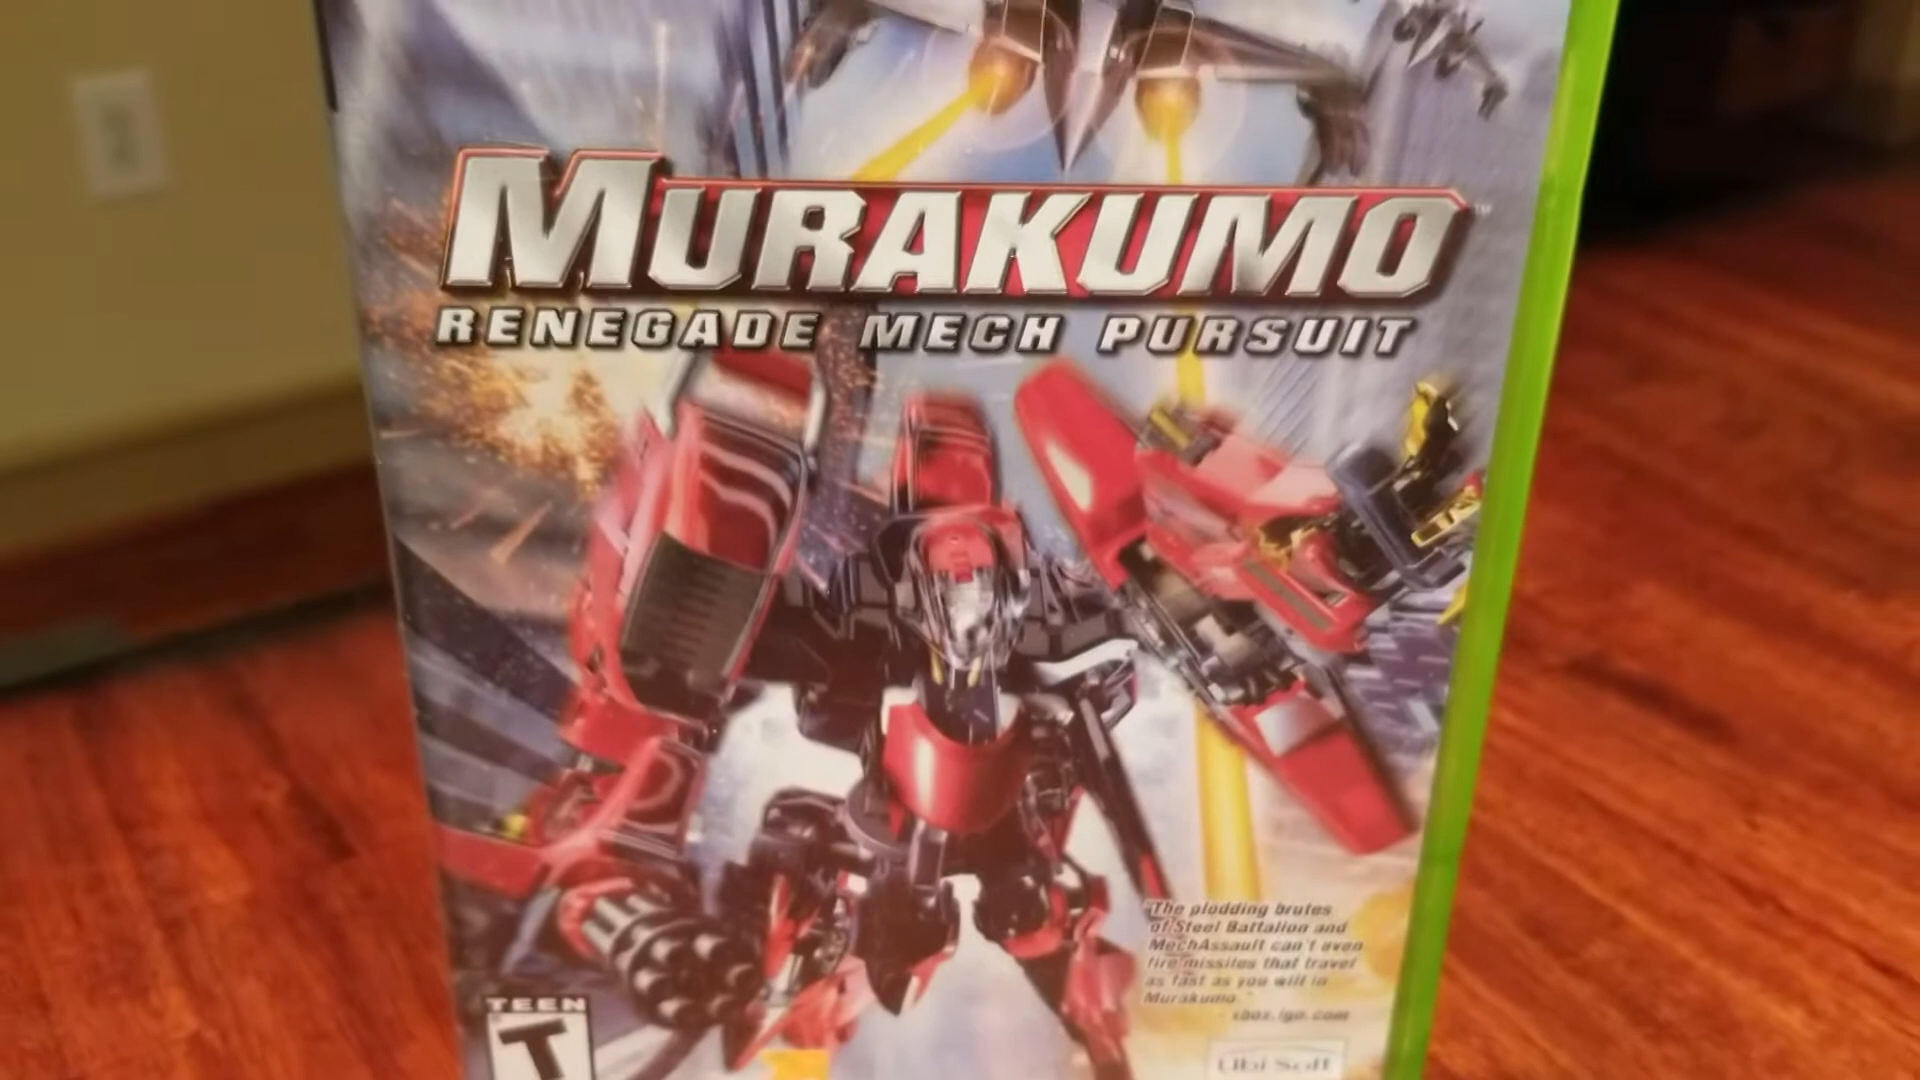 MURAKUMO™
RENEGADE MECH PURSUIT
"The plodding brutes
of Steel Battalion and
MechAssault can't even
fire missiles that travel
as fast as you will in
Murakumo."
- xbox.ign.com
TEEN
T
Ubi Soft